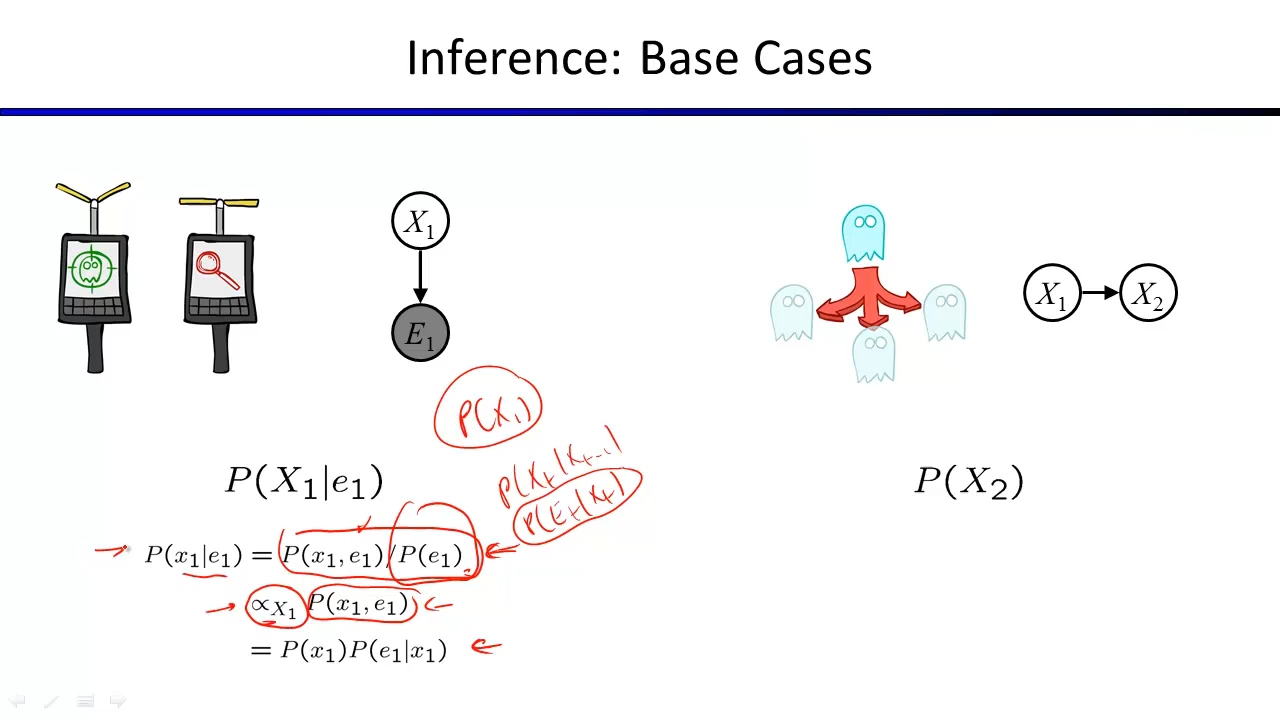 Inference: Base Cases
X₁
E₁
X₁
X₂
P(X₁)
P(Xₜ|Xₜ₋₁)
P(Eₜ|Xₜ)
P(X₁|e₁)
P(X₂)
P(x₁|e₁) = P(x₁, e₁)/P(e₁)
∝X₁ P(x₁, e₁)
= P(x₁)P(e₁|x₁)